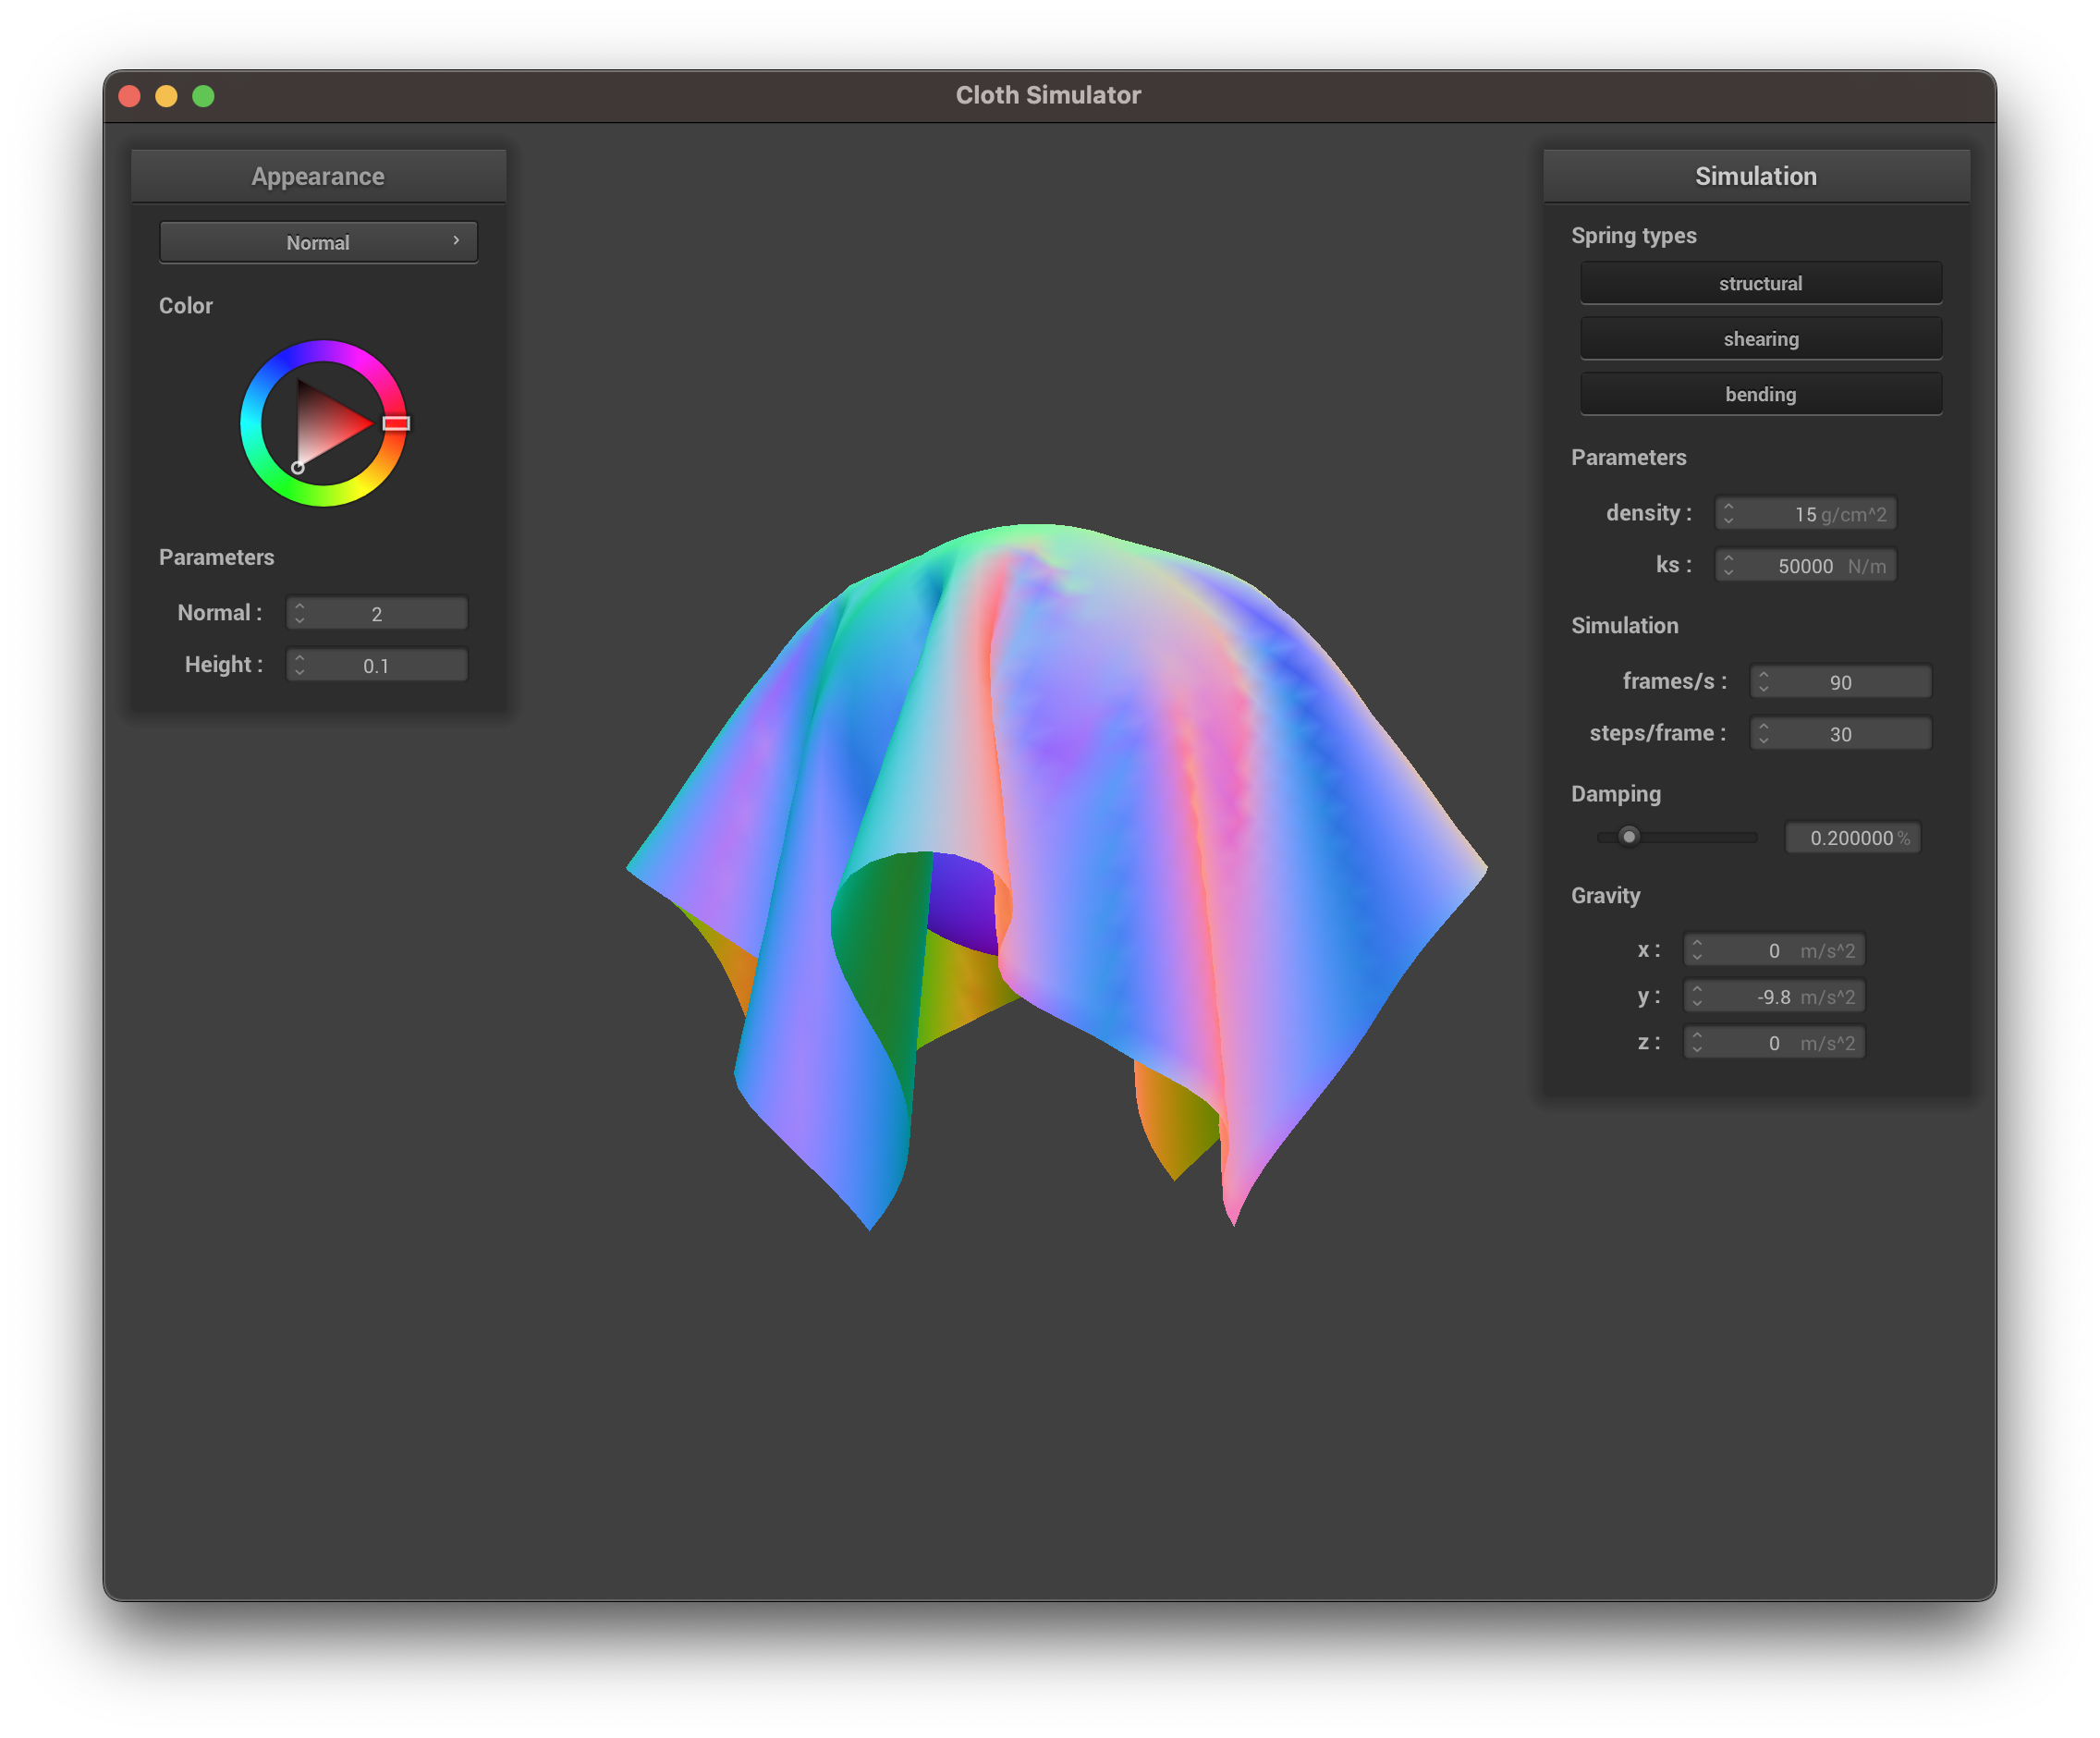 Cloth Simulator
Appearance
Normal
Color
Parameters
Normal : 2
Height : 0.1
Simulation
Spring types
structural
shearing
bending
Parameters
density : 15 g/cm^2
ks : 50000 N/m
Simulation
frames/s : 90
steps/frame : 30
Damping
0.200000 %
Gravity
x : 0 m/s^2
y : -9.8 m/s^2
z : 0 m/s^2